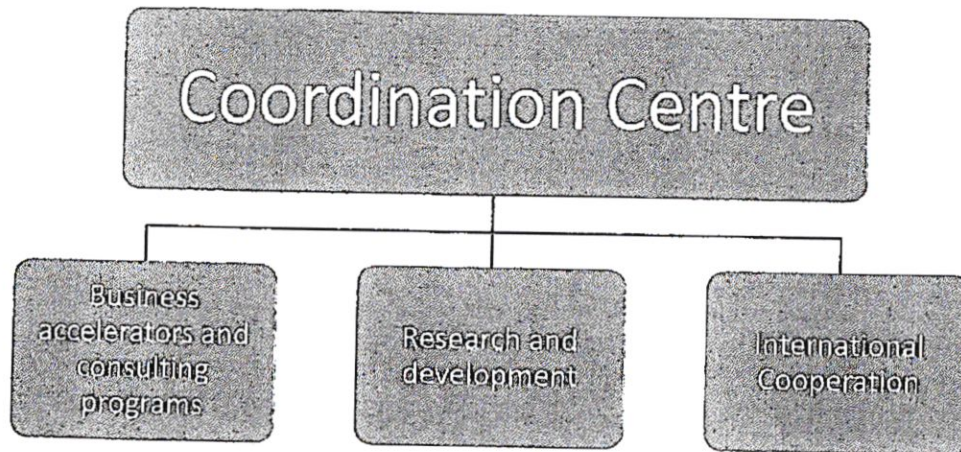 Coordination Centre
Business
accelerators and
consulting
programs
Research and
development
International
Cooperation